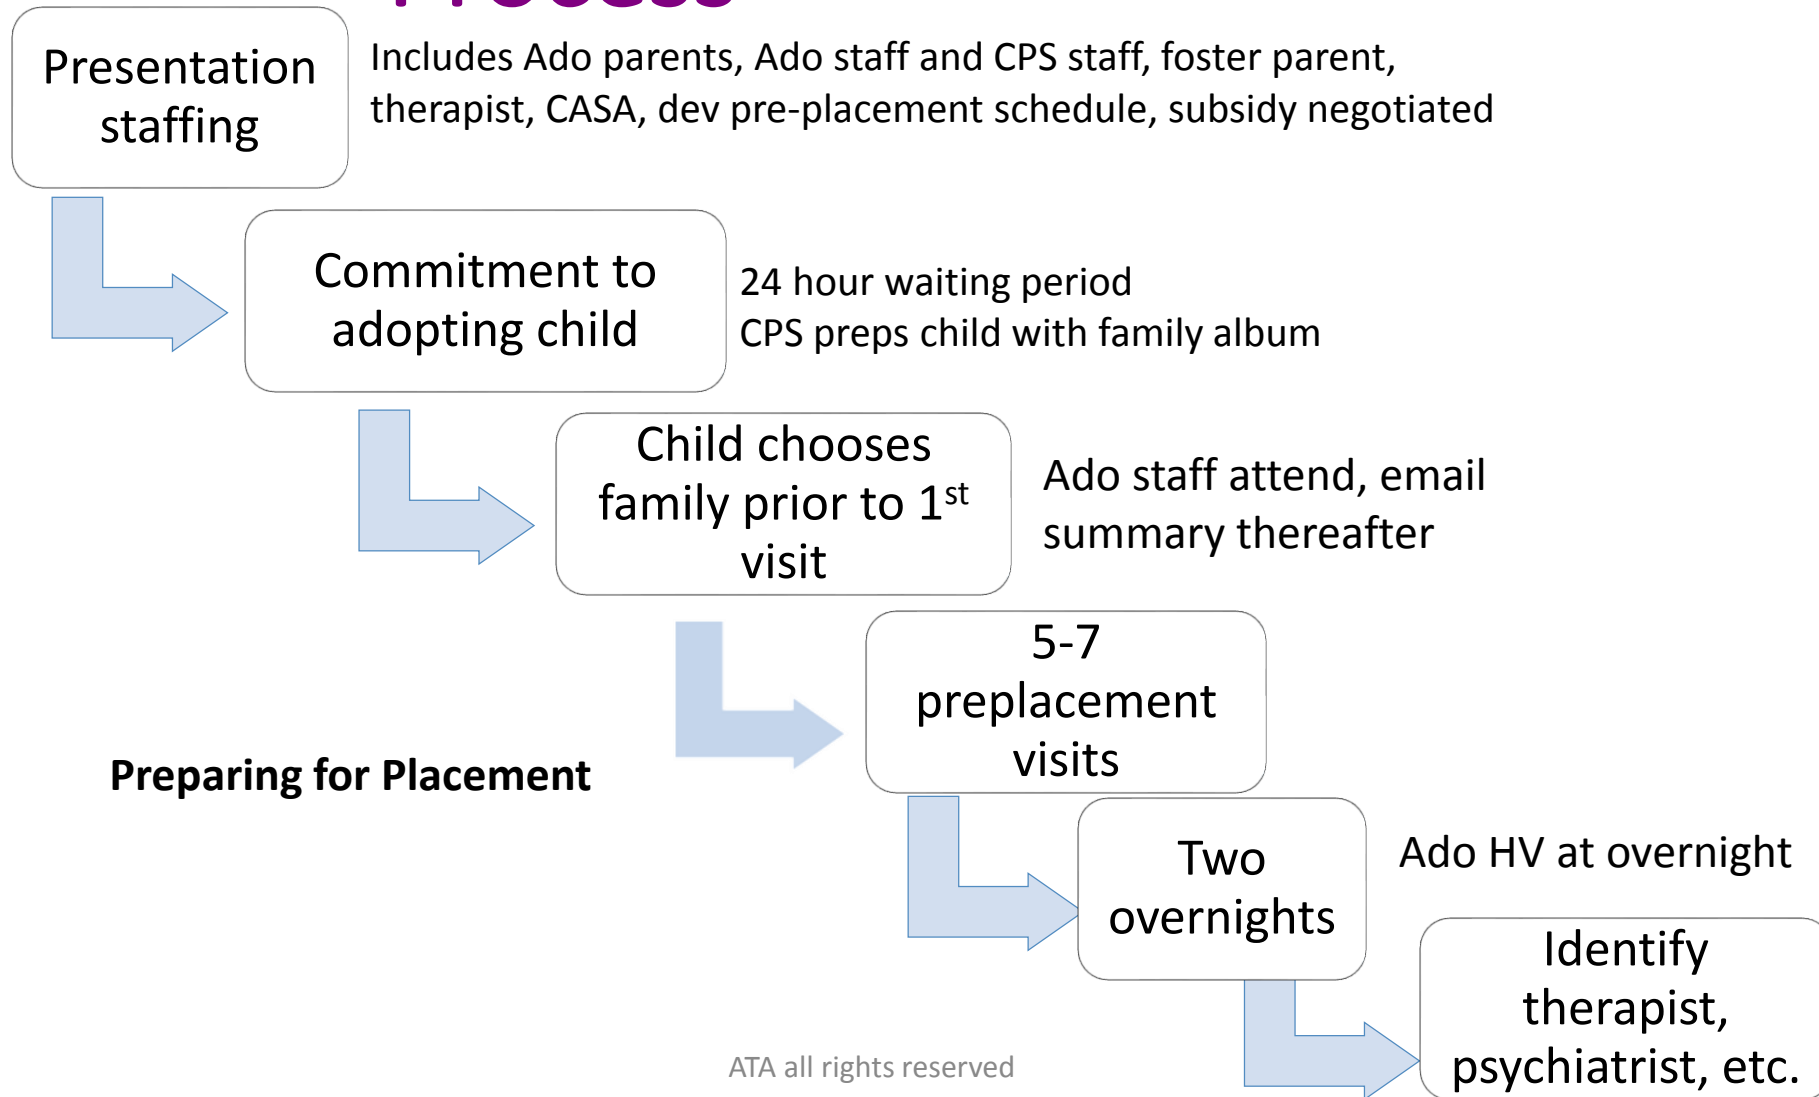 Process
Presentation
staffing
Includes Ado parents, Ado staff and CPS staff, foster parent,
therapist, CASA, dev pre-placement schedule, subsidy negotiated
Commitment to
adopting child
24 hour waiting period
CPS preps child with family album
Child chooses
family prior to 1st
visit
Ado staff attend, email
summary thereafter
5-7
preplacement
visits
Preparing for Placement
Two
overnights
Ado HV at overnight
Identify
therapist,
psychiatrist, etc.
ATA all rights reserved